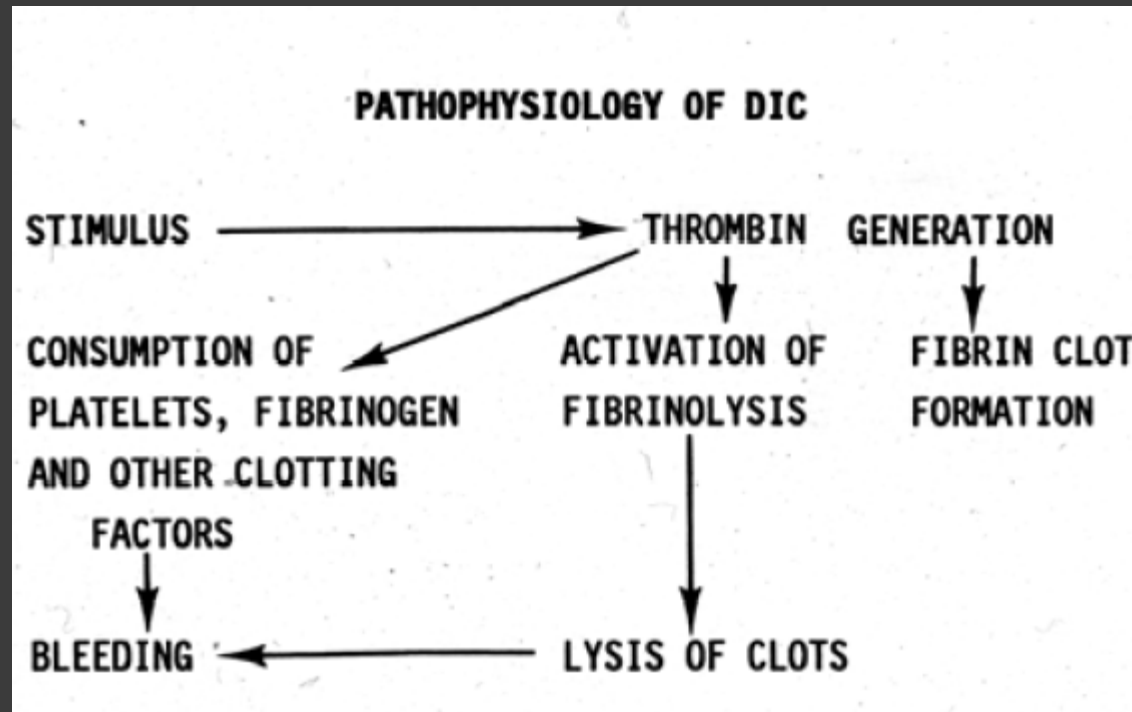 PATHOPHYSIOLOGY OF DIC
STIMULUS
THROMBIN GENERATION
CONSUMPTION OF
PLATELETS, FIBRINOGEN
AND OTHER CLOTTING
FACTORS
ACTIVATION OF
FIBRINOLYSIS
FIBRIN CLOT
FORMATION
BLEEDING
LYSIS OF CLOTS